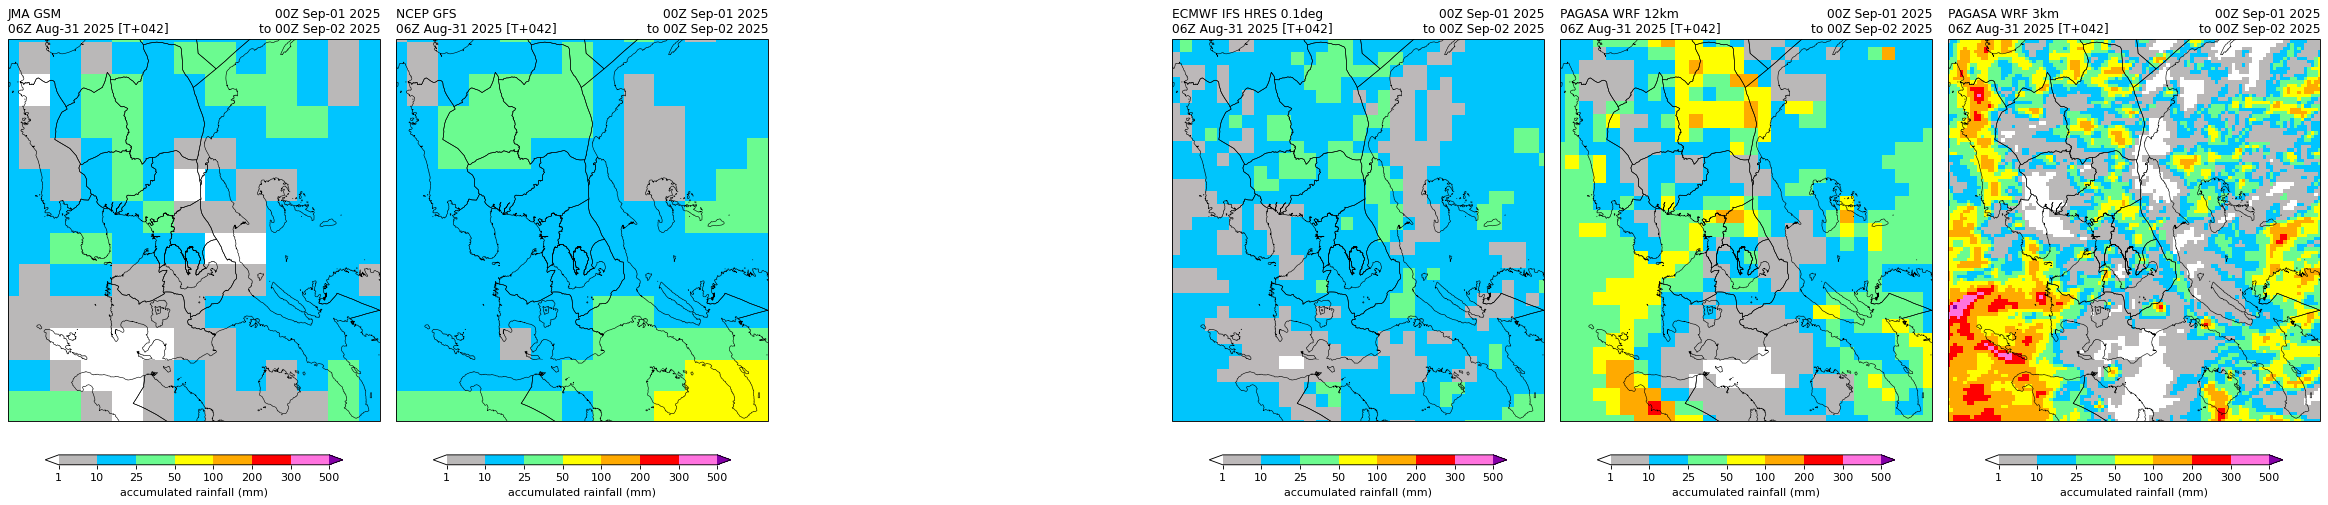 JMA GSM 00Z Sep-01 2025
06Z Aug-31 2025 [T+042] to 00Z Sep-02 2025
1 10 25 50 100 200 300 500
accumulated rainfall (mm)
NCEP GFS 00Z Sep-01 2025
06Z Aug-31 2025 [T+042] to 00Z Sep-02 2025
1 10 25 50 100 200 300 500
accumulated rainfall (mm)
ECMWF IFS HRES 0.1deg 00Z Sep-01 2025
06Z Aug-31 2025 [T+042] to 00Z Sep-02 2025
1 10 25 50 100 200 300 500
accumulated rainfall (mm)
PAGASA WRF 12km 00Z Sep-01 2025
06Z Aug-31 2025 [T+042] to 00Z Sep-02 2025
1 10 25 50 100 200 300 500
accumulated rainfall (mm)
PAGASA WRF 3km 00Z Sep-01 2025
06Z Aug-31 2025 [T+042] to 00Z Sep-02 2025
1 10 25 50 100 200 300 500
accumulated rainfall (mm)